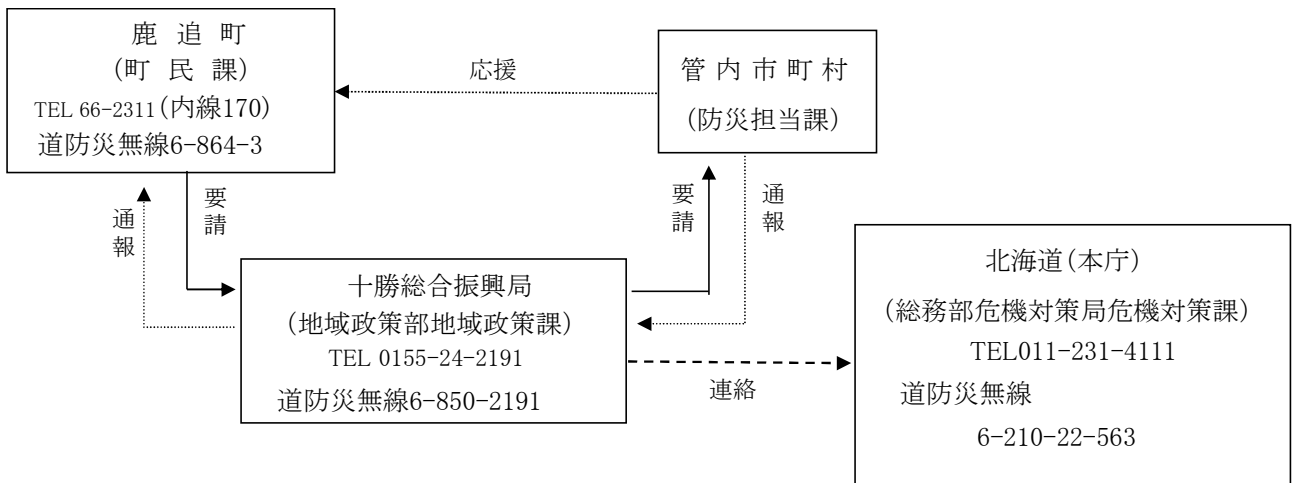 鹿 追 町
(町 民 課)
TEL 66-2311(内線170)
道防災無線6-864-3
応援
管 内 市 町 村
(防災担当課)
通報
要請
要請
通報
十勝総合振興局
(地域政策部地域政策課)
TEL 0155-24-2191
道防災無線6-850-2191
連絡
北海道(本庁)
(総務部危機対策局危機対策課)
TEL011-231-4111
道防災無線
6-210-22-563